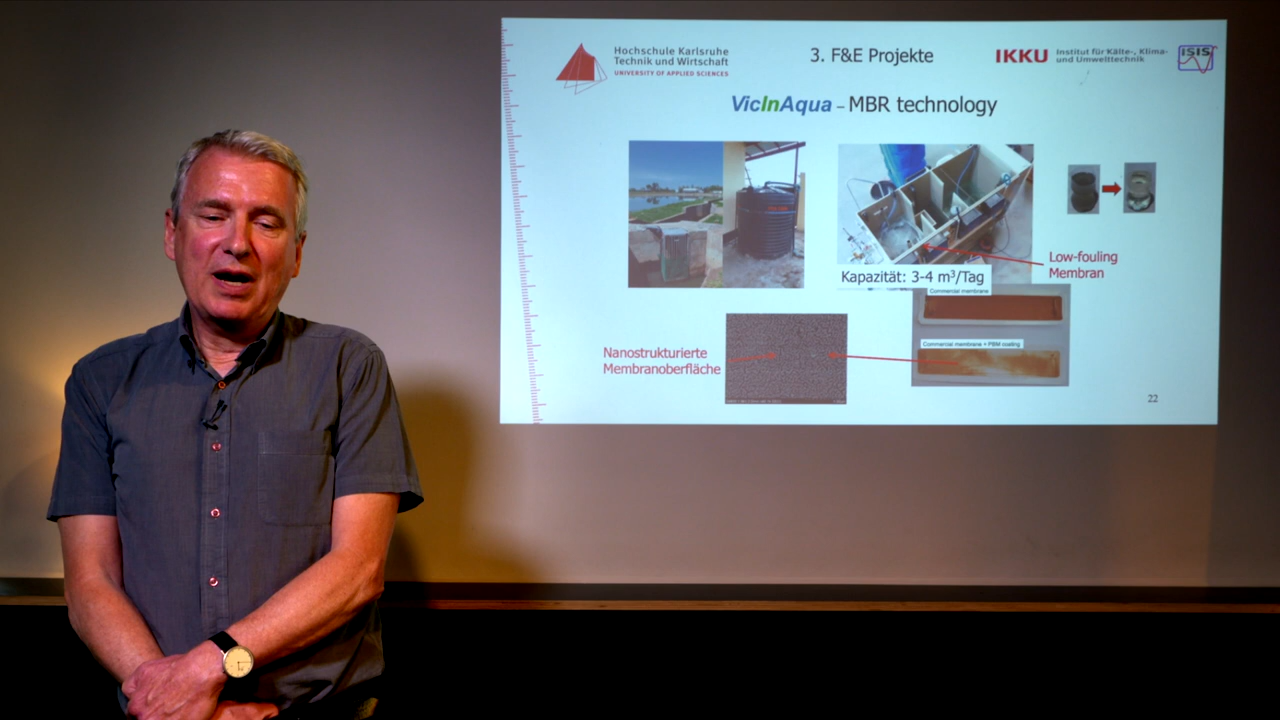 Hochschule Karlsruhe
Technik und Wirtschaft
UNIVERSITY OF APPLIED SCIENCES
3. F&E Projekte
IKKU
Institut für Kälte-, Klima-
und Umwelttechnik
ISIS
VicInAqua – MBR technology
Low-fouling
Membran
Kapazität: 3-4 m³/Tag
Commercial membrane
Commercial membrane + PBM coating
Nanostrukturierte
Membranoberfläche
22